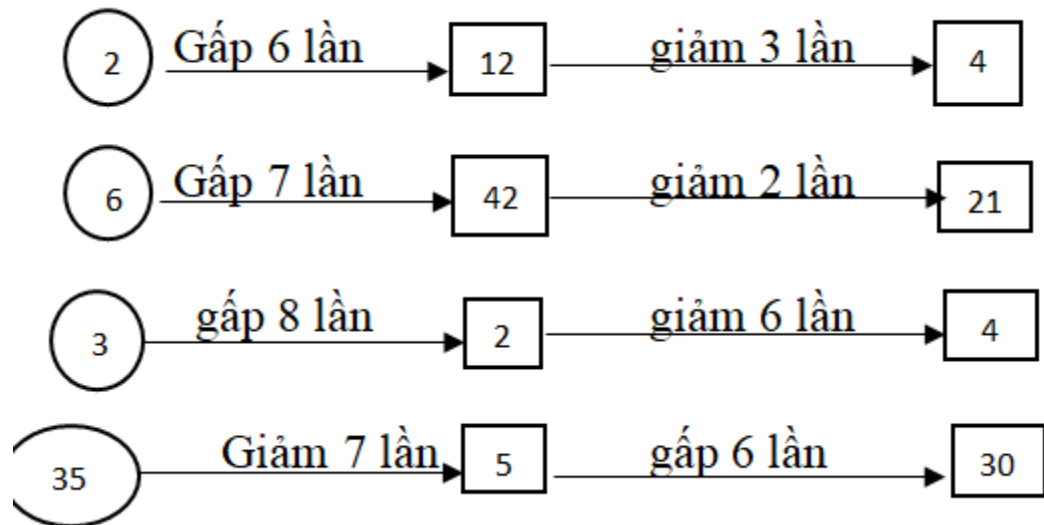 2 Gấp 6 lần 12 giảm 3 lần 4
6 Gấp 7 lần 42 giảm 2 lần 21
3 gấp 8 lần 2 giảm 6 lần 4
35 Giảm 7 lần 5 gấp 6 lần 30